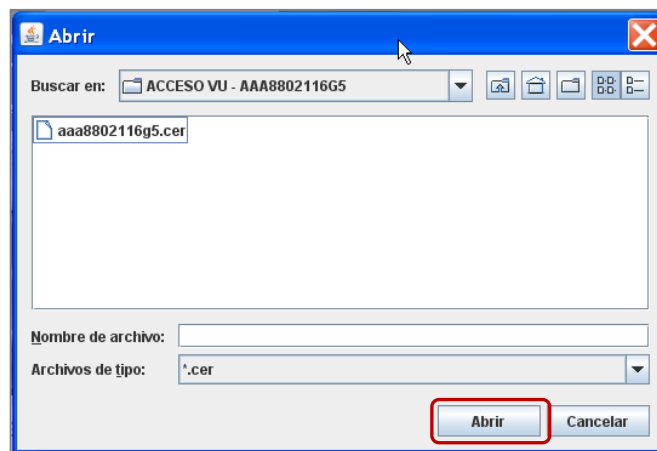 Abrir
Buscar en: ACCESO VU - AAA8802116G5
aaa8802116g5.cer
Nombre de archivo:
Archivos de tipo: *.cer
Abrir Cancelar